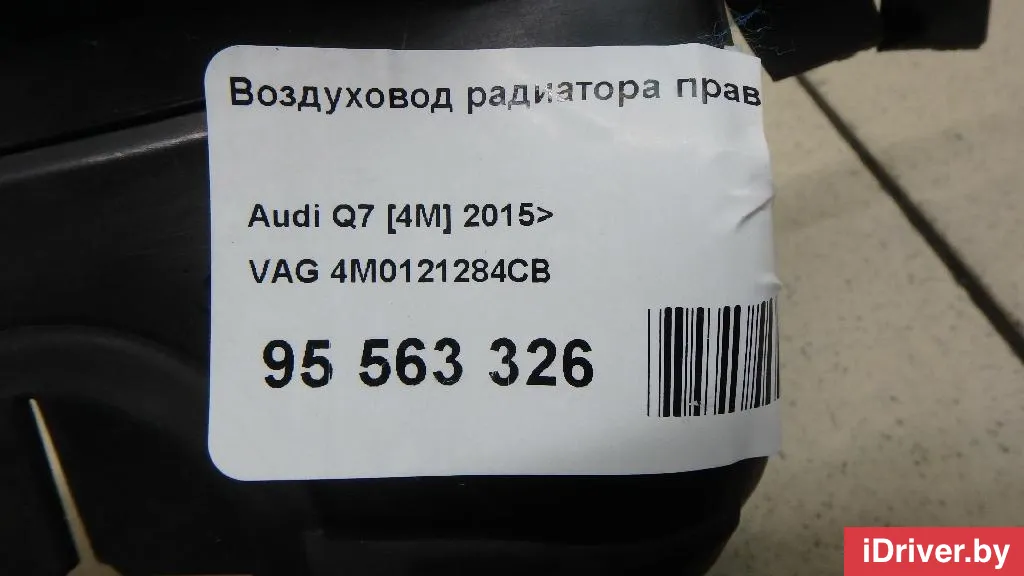 Воздуховод радиатора прав
Audi Q7 [4M] 2015>
VAG 4M0121284CB
95 563 326
iDriver.by